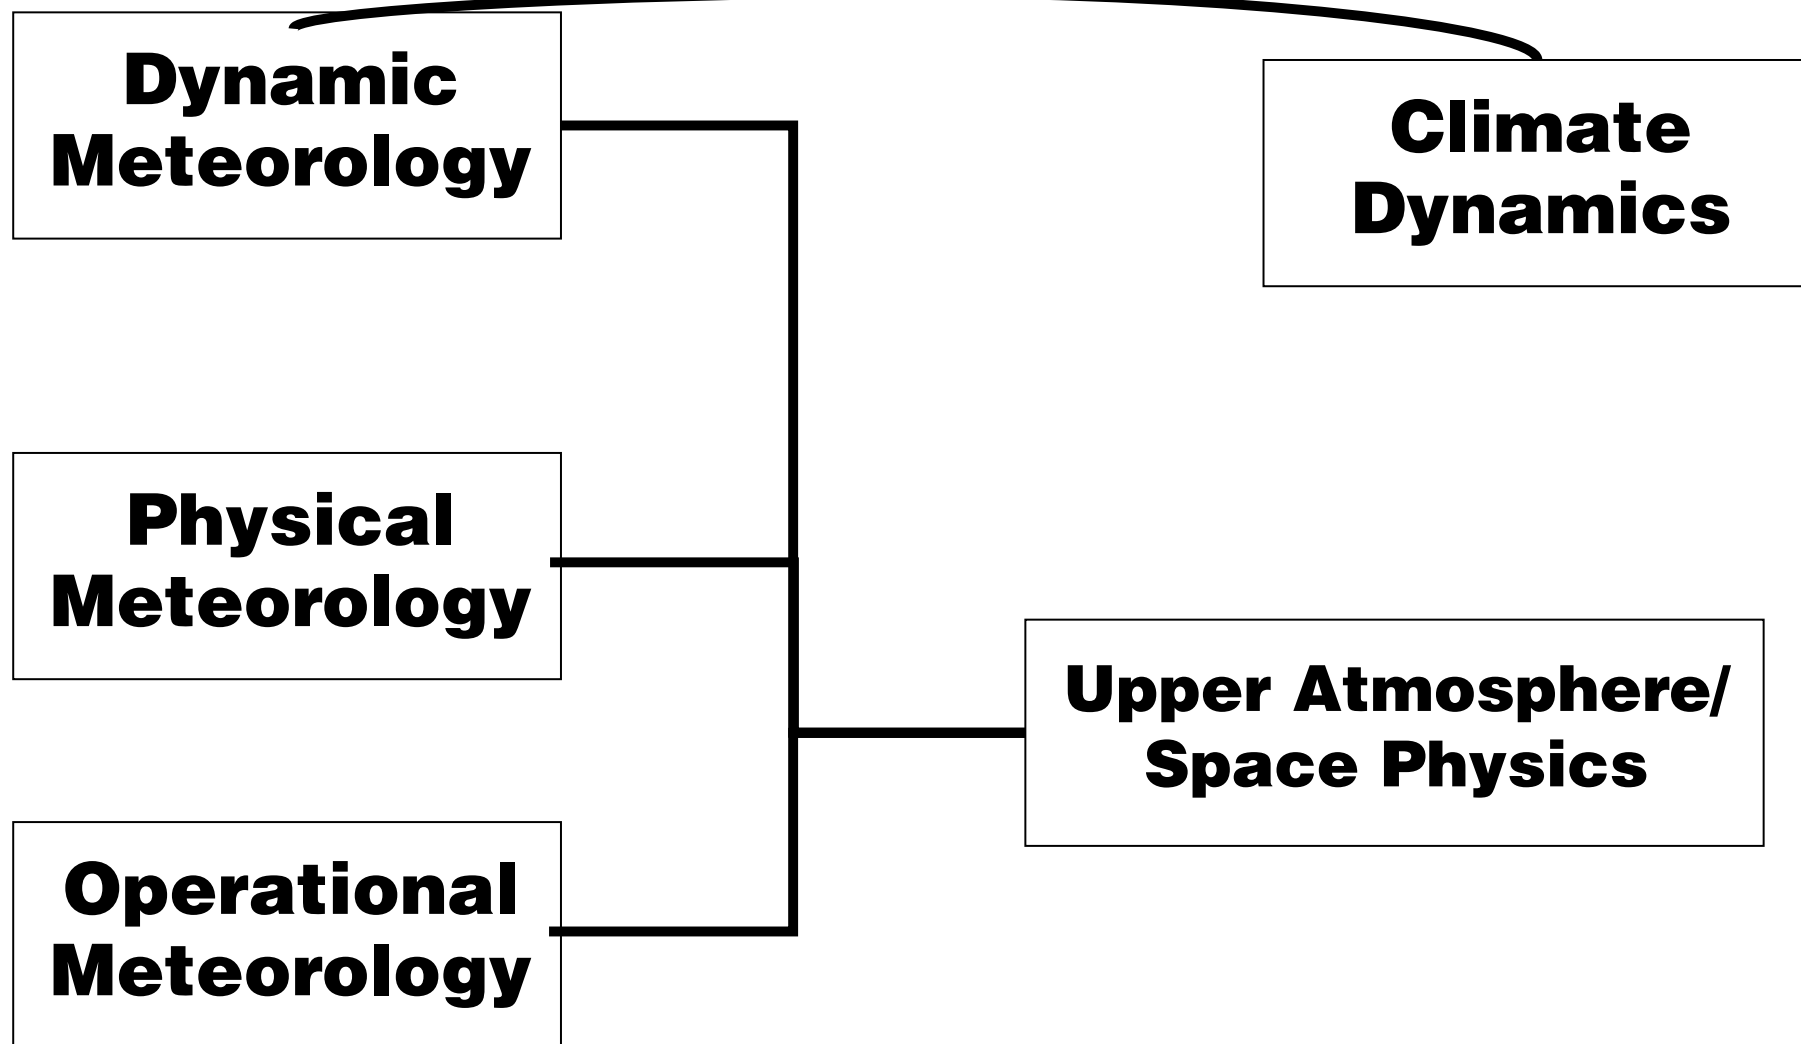 Dynamic
Meteorology
Climate
Dynamics
Physical
Meteorology
Upper Atmosphere/
Space Physics
Operational
Meteorology